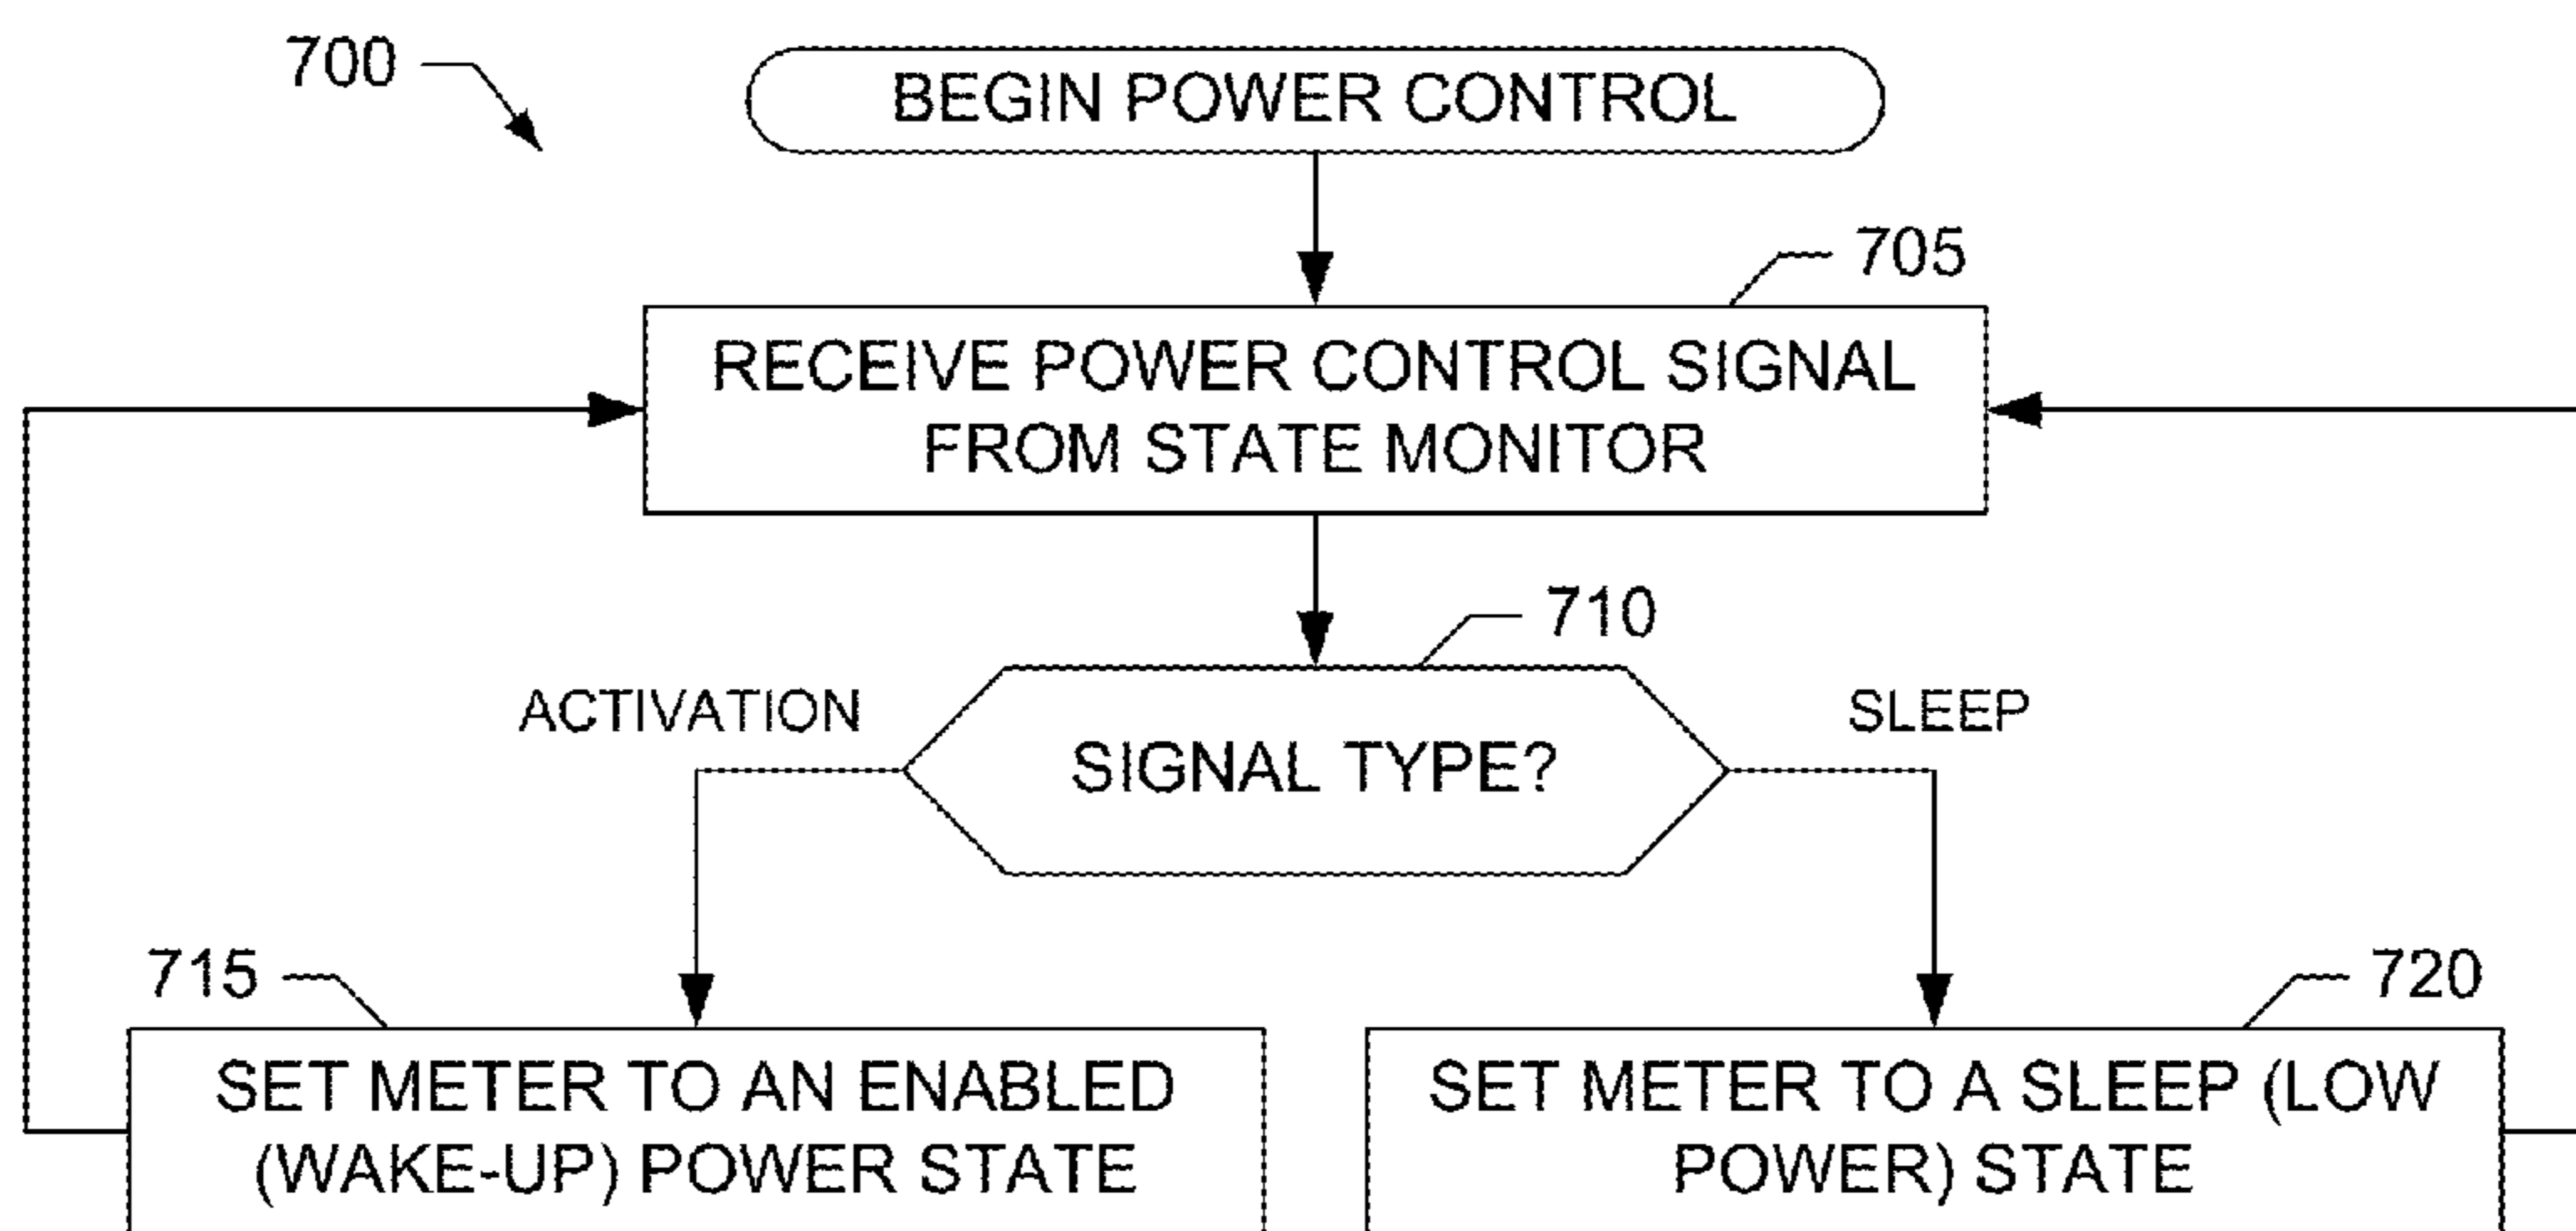 700
BEGIN POWER CONTROL
705
RECEIVE POWER CONTROL SIGNAL
FROM STATE MONITOR
710
ACTIVATION
SIGNAL TYPE?
SLEEP
715
SET METER TO AN ENABLED
(WAKE-UP) POWER STATE
720
SET METER TO A SLEEP (LOW
POWER) STATE